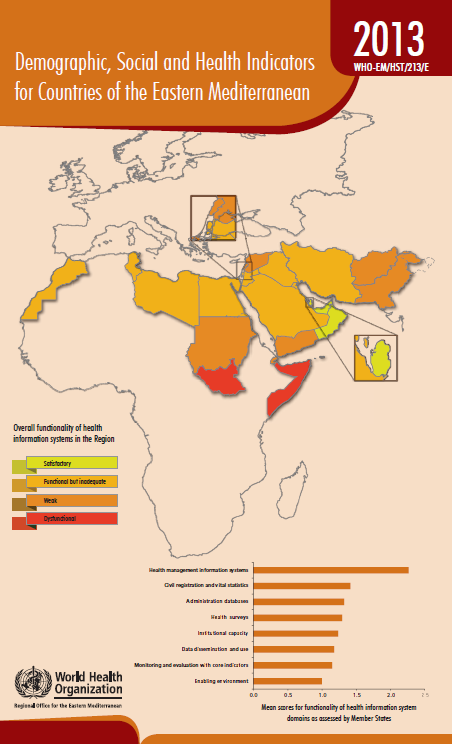 Demographic, Social and Health Indicators
for Countries of the Eastern Mediterranean
2013
WHO-EM/HST/213/E
Overall functionality of health
information systems in the Region
Satisfactory
Functional but inadequate
Weak
Dysfunctional
Health management information systems
Civil registration and vital statistics
Administration databases
Health surveys
Institutional capacity
Data dissemination and use
Monitoring and evaluation with core indicators
Enabling environment
0.0 0.5 1.0 1.5 2.0 2.5
Mean scores for functionality of health information system
domains as assessed by Member States
World Health
Organization
Regional Office for the Eastern Mediterranean